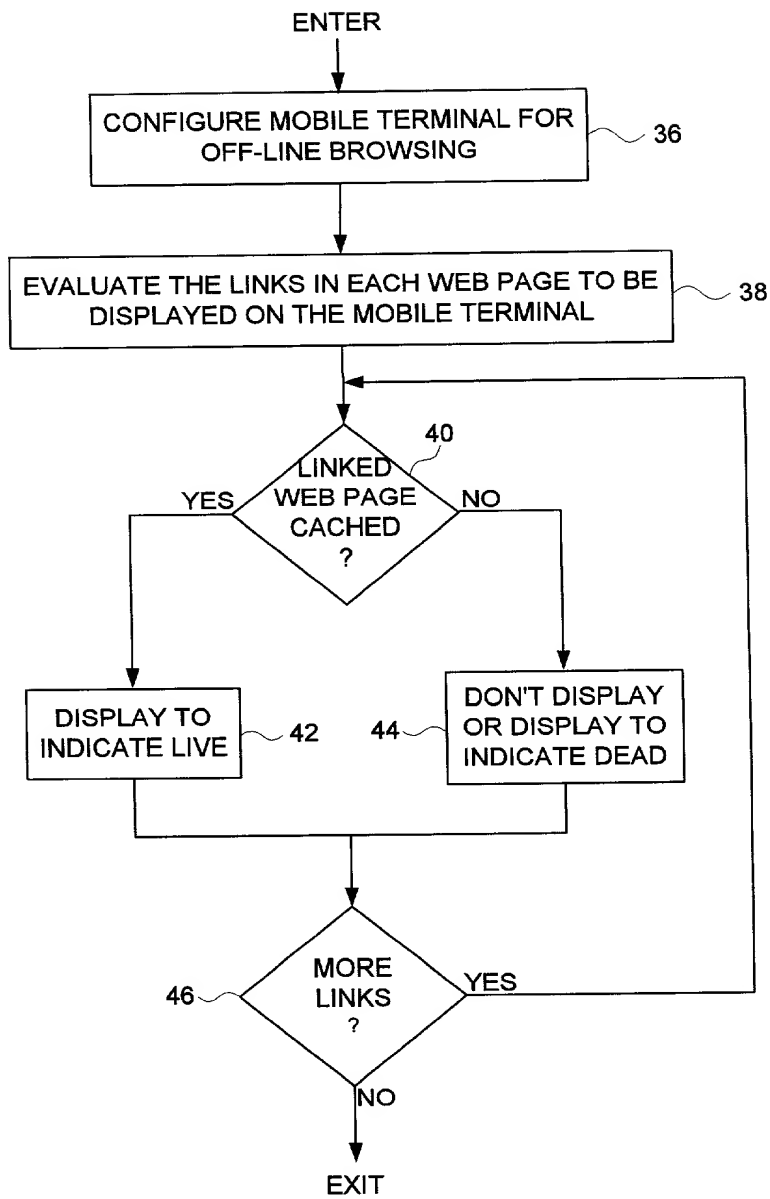 ENTER
CONFIGURE MOBILE TERMINAL FOR
OFF-LINE BROWSING
36
EVALUATE THE LINKS IN EACH WEB PAGE TO BE
DISPLAYED ON THE MOBILE TERMINAL
38
40
LINKED
WEB PAGE
CACHED
?
YES
NO
DISPLAY TO
INDICATE LIVE
42
44
DON'T DISPLAY
OR DISPLAY TO
INDICATE DEAD
MORE
LINKS
?
46
YES
NO
EXIT